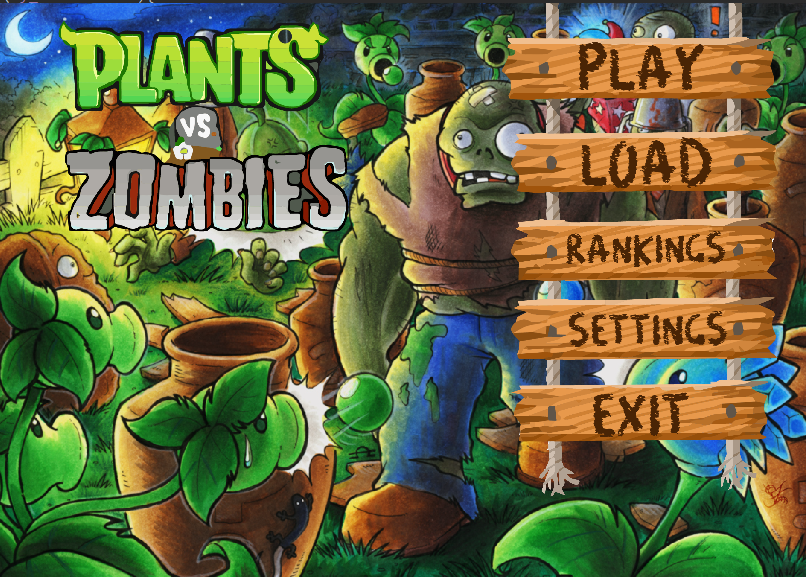 PLANTS
VS
ZOMBIES
PLAY
LOAD
RANKINGS
SETTINGS
EXIT